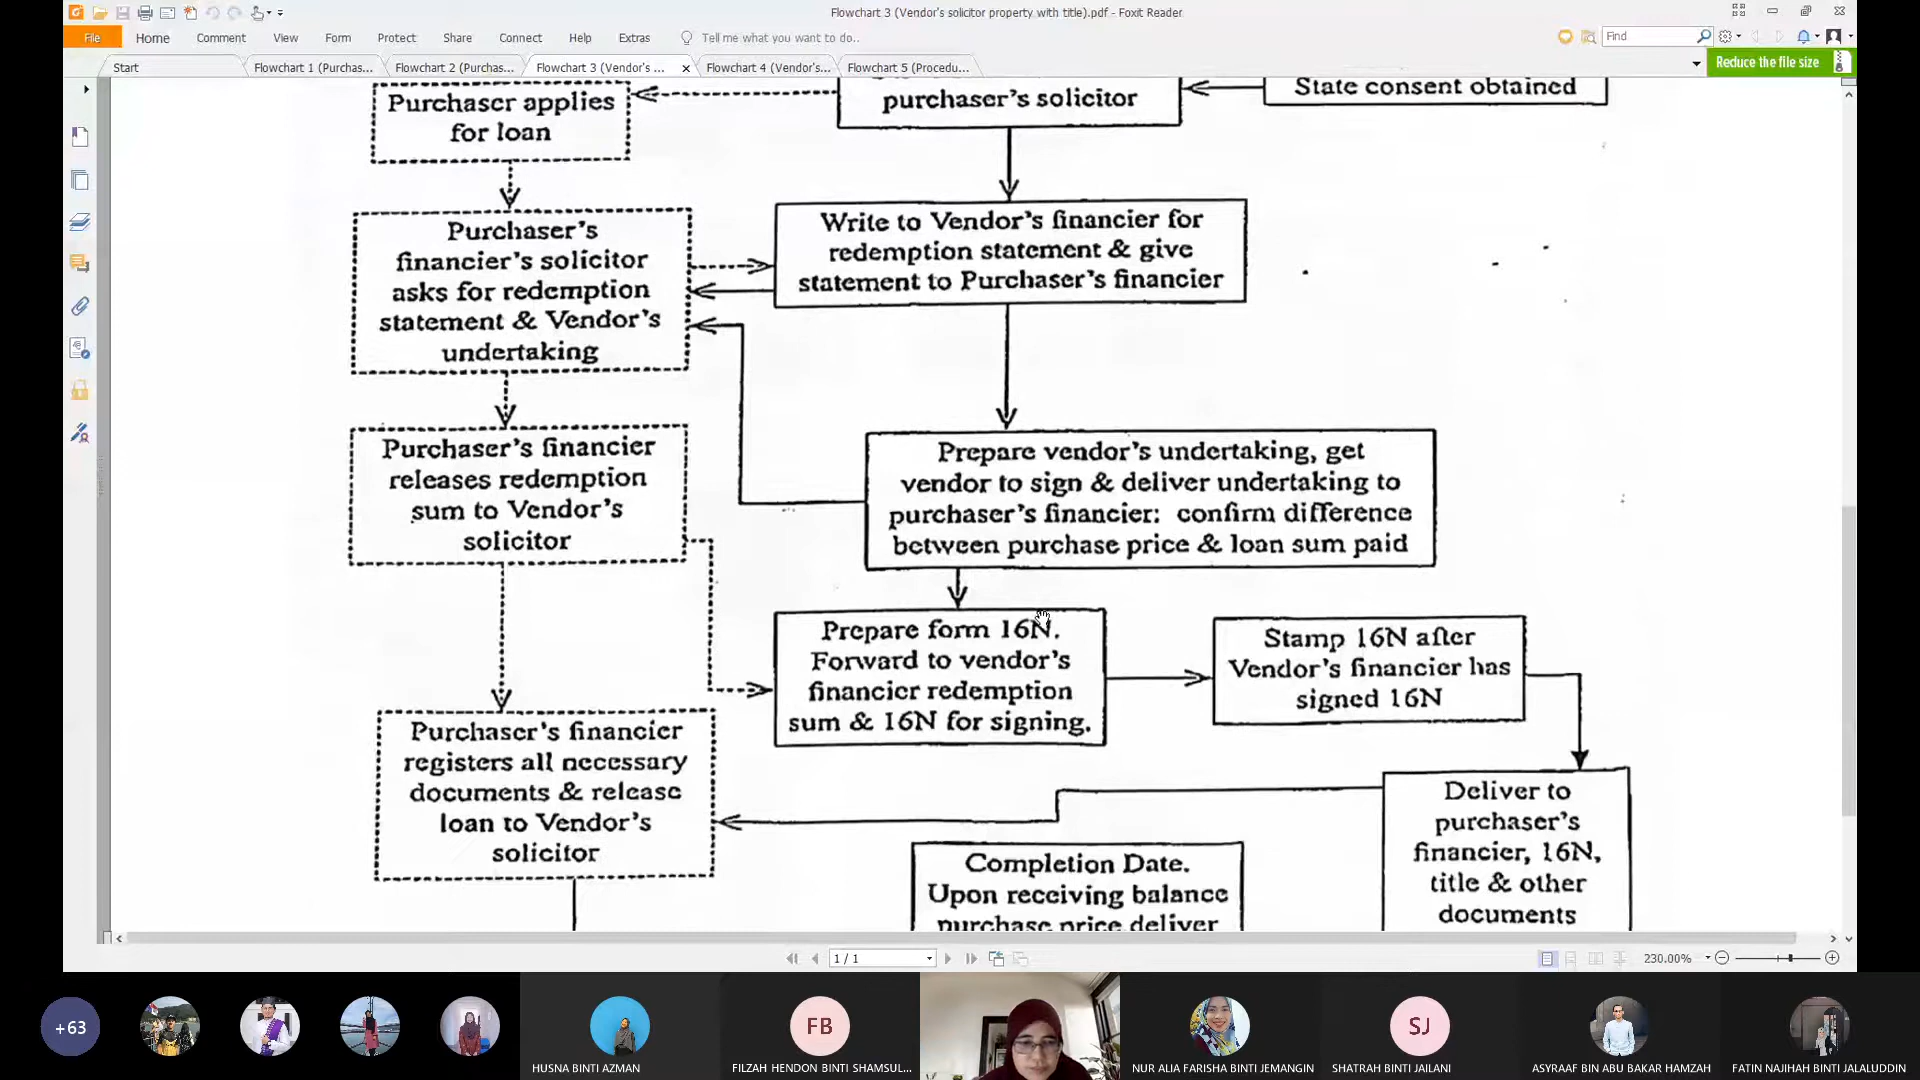 Flowchart 3 (Vendor's solicitor property with title).pdf - Foxit Reader
File
Home
Comment
View
Form
Protect
Share
Connect
Help
Extras
Tell me what you want to do..
Find
Start
Flowchart 1 (Purchas...
Flowchart 2 (Purchas...
Flowchart 3 (Vendor's ...
Flowchart 4 (Vendor's...
Flowchart 5 (Procedu...
Reduce the file size
Purchaser applies
for loan
purchaser's solicitor
State consent obtained
Purchaser's
financier's solicitor
asks for redemption
statement & Vendor's
undertaking
Write to Vendor's financier for
redemption statement & give
statement to Purchaser's financier
Purchaser's financier
releases redemption
sum to Vendor's
solicitor
Prepare vendor's undertaking, get
vendor to sign & deliver undertaking to
purchaser's financier: confirm difference
between purchase price & loan sum paid
Prepare form 16N.
Forward to vendor's
financier redemption
sum & 16N for signing.
Stamp 16N after
Vendor's financier has
signed 16N
Purchaser's financier
registers all necessary
documents & release
loan to Vendor's
solicitor
Deliver to
purchaser's
financier, 16N,
title & other
documents
Completion Date.
Upon receiving balance
purchase price deliver
1 / 1
230.00%
+63
HUSNA BINTI AZMAN
FB
FILZAH HENDON BINTI SHAMSUL...
NUR ALIA FARISHA BINTI JEMANGIN
SJ
SHATRAH BINTI JAILANI
ASYRAAF BIN ABU BAKAR HAMZAH
FATIN NAJIHAH BINTI JALALUDDIN